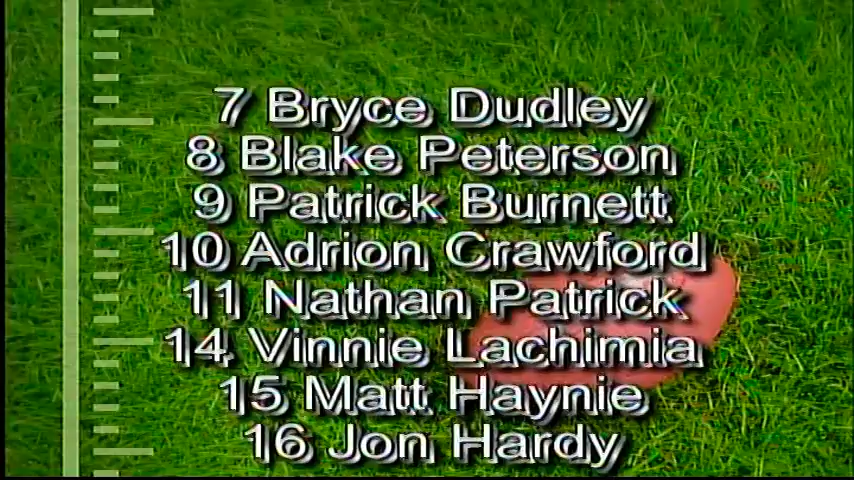 7 Bryce Dudley
8 Blake Peterson
9 Patrick Burnett
10 Adrion Crawford
11 Nathan Patrick
14 Vinnie Lachimia
15 Matt Haynie
16 Jon Hardy